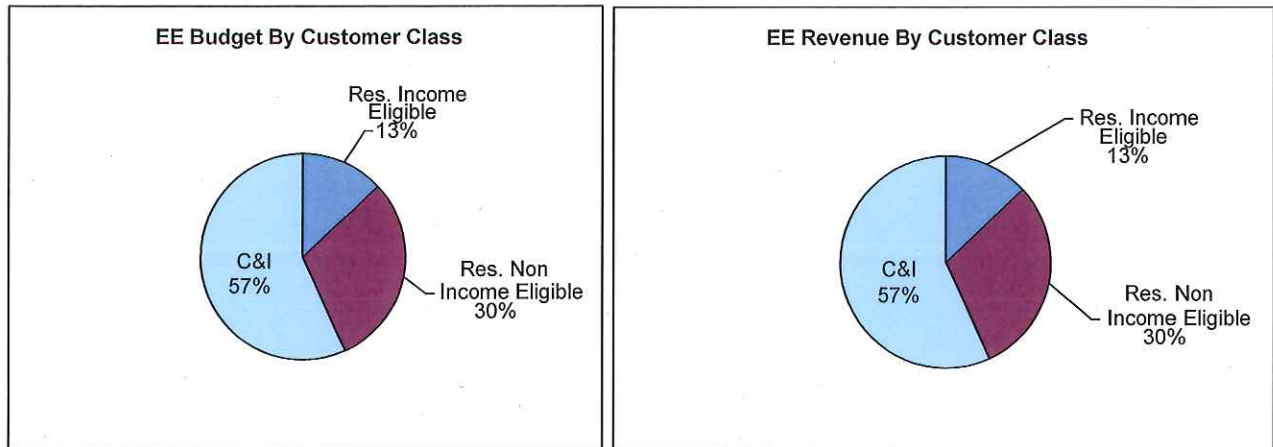 EE Budget By Customer Class
Res. Income
Eligible
13%
C&I
57%
Res. Non
Income Eligible
30%
EE Revenue By Customer Class
Res. Income
Eligible
13%
C&I
57%
Res. Non
Income Eligible
30%